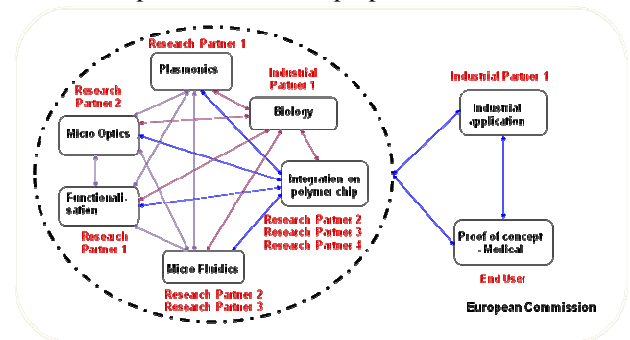 Research Partner 1
Plasmonics
Industrial
Partner 1
Biology
Research
Partner 2
Micro Optics
Functionali-
sation
Research
Partner 1
Integration on
polymer chip
Research Partner 2
Research Partner 3
Research Partner 4
Micro Fluidics
Research Partner 2
Research Partner 3
Industrial Partner 1
Industrial
application
Proof of concept
- Medical
End User
European Commission